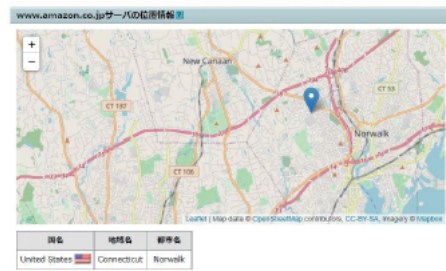 www.amazon.co.jpサーバの位置情報
+
New Canaan
−
CT 137
CT 53
Norwalk
CT 106
Leaflet | Map data © OpenStreetMap contributors, CC-BY-SA, Imagery © Mapbox
国名 地域名 都市名
United States Connecticut Norwalk